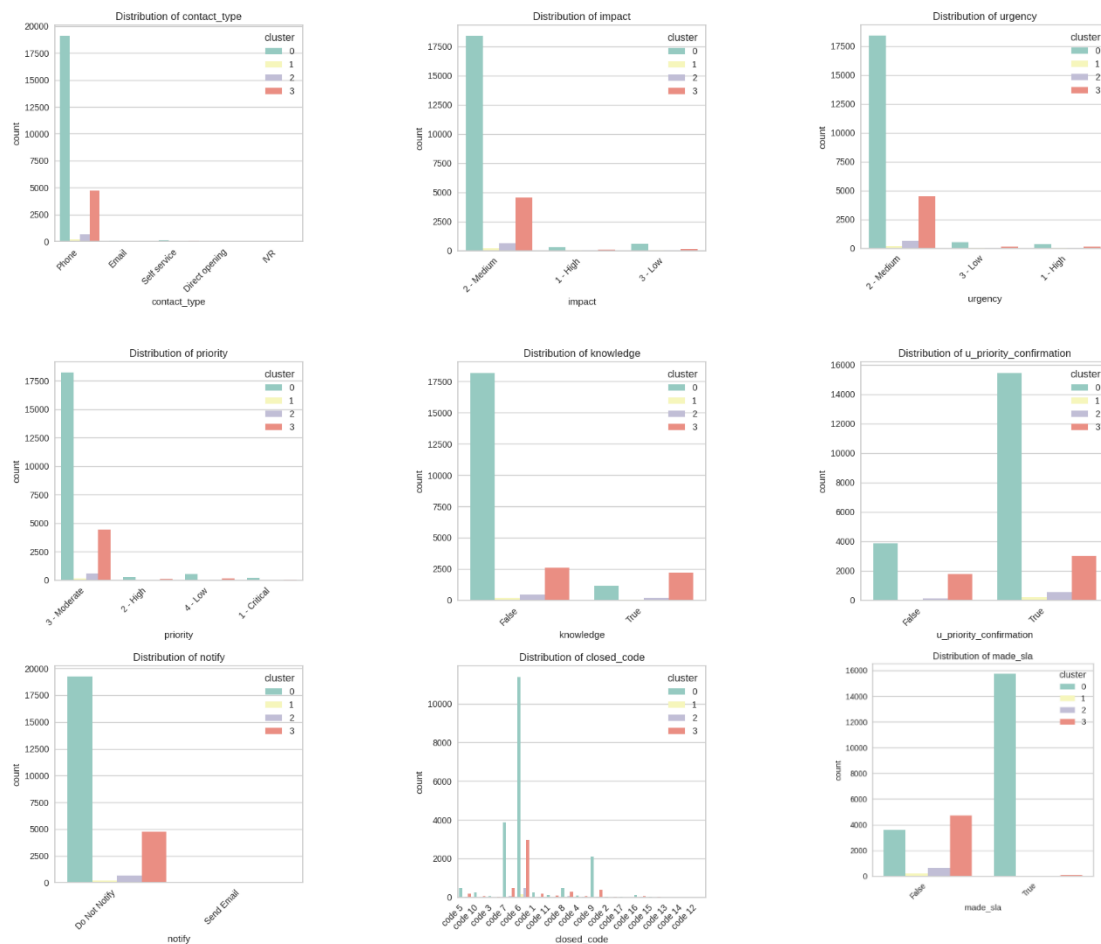 Distribution of contact_type
20000
17500
15000
12500
10000
7500
5000
2500
0
count
cluster
0
1
2
3
Phone
Email
Self service
Direct opening
IVR
contact_type
Distribution of impact
17500
15000
12500
10000
7500
5000
2500
0
count
cluster
0
1
2
3
2 - Medium
1 - High
3 - Low
impact
Distribution of urgency
17500
15000
12500
10000
7500
5000
2500
0
count
cluster
0
1
2
3
2 - Medium
3 - Low
1 - High
urgency
Distribution of priority
17500
15000
12500
10000
7500
5000
2500
0
count
cluster
0
1
2
3
3 - Moderate
2 - High
4 - Low
1 - Critical
priority
Distribution of knowledge
17500
15000
12500
10000
7500
5000
2500
0
count
cluster
0
1
2
3
False
True
knowledge
Distribution of u_priority_confirmation
16000
14000
12000
10000
8000
6000
4000
2000
0
count
cluster
0
1
2
3
False
True
u_priority_confirmation
Distribution of notify
20000
17500
15000
12500
10000
7500
5000
2500
0
count
cluster
0
1
2
3
Do Not Notify
Send Email
notify
Distribution of closed_code
10000
8000
6000
4000
2000
0
count
cluster
0
1
2
3
code 5
code 10
code 3
code 7
code 6
code 1
code 11
code 8
code 4
code 9
code 2
code 17
code 16
code 15
code 13
code 14
code 12
closed_code
Distribution of made_sla
16000
14000
12000
10000
8000
6000
4000
2000
0
count
cluster
0
1
2
3
False
True
made_sla